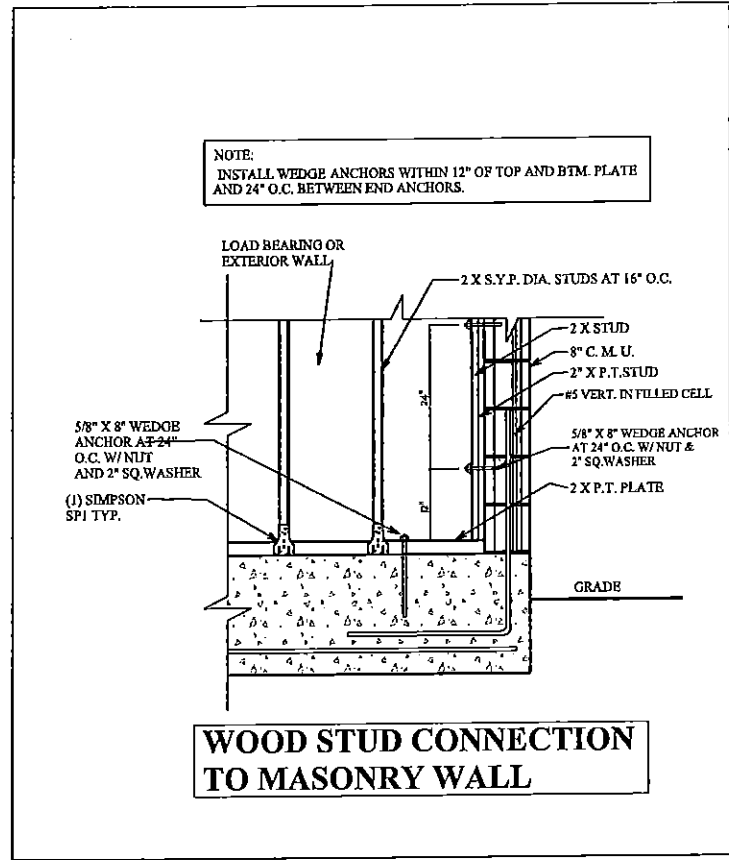 NOTE:
INSTALL WEDGE ANCHORS WITHIN 12" OF TOP AND BTM. PLATE
AND 24" O.C. BETWEEN END ANCHORS.
LOAD BEARING OR
EXTERIOR WALL
2 X S.Y.P. DIA. STUDS AT 16" O.C.
2 X STUD
8" C. M. U.
2" X P.T.STUD
#5 VERT. IN FILLED CELL
24"
5/8" X 8" WEDGE
ANCHOR AT 24"
O.C. W/ NUT
AND 2" SQ.WASHER
5/8" X 8" WEDGE ANCHOR
AT 24" O.C. W/ NUT &
2" SQ.WASHER
2 X P.T. PLATE
12"
(1) SIMPSON
SP1 TYP.
GRADE
WOOD STUD CONNECTION
TO MASONRY WALL